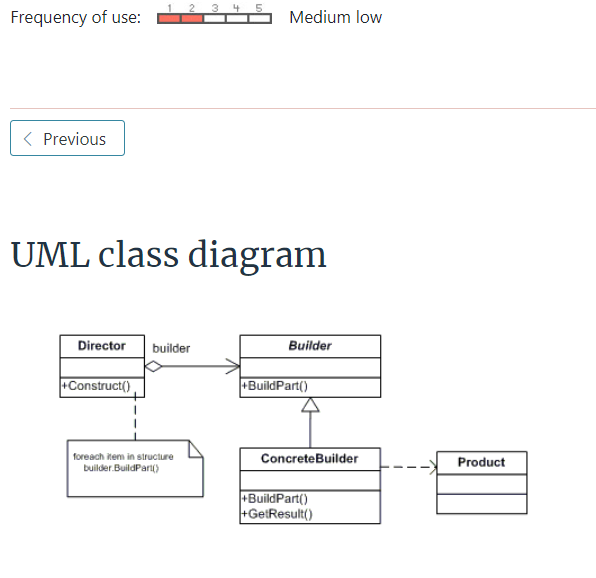 1 2 3 4 5
Frequency of use: Medium low
Previous
UML class diagram
Director
builder
Builder
+Construct()
+BuildPart()
foreach item in structure
builder.BuildPart()
ConcreteBuilder
Product
+BuildPart()
+GetResult()